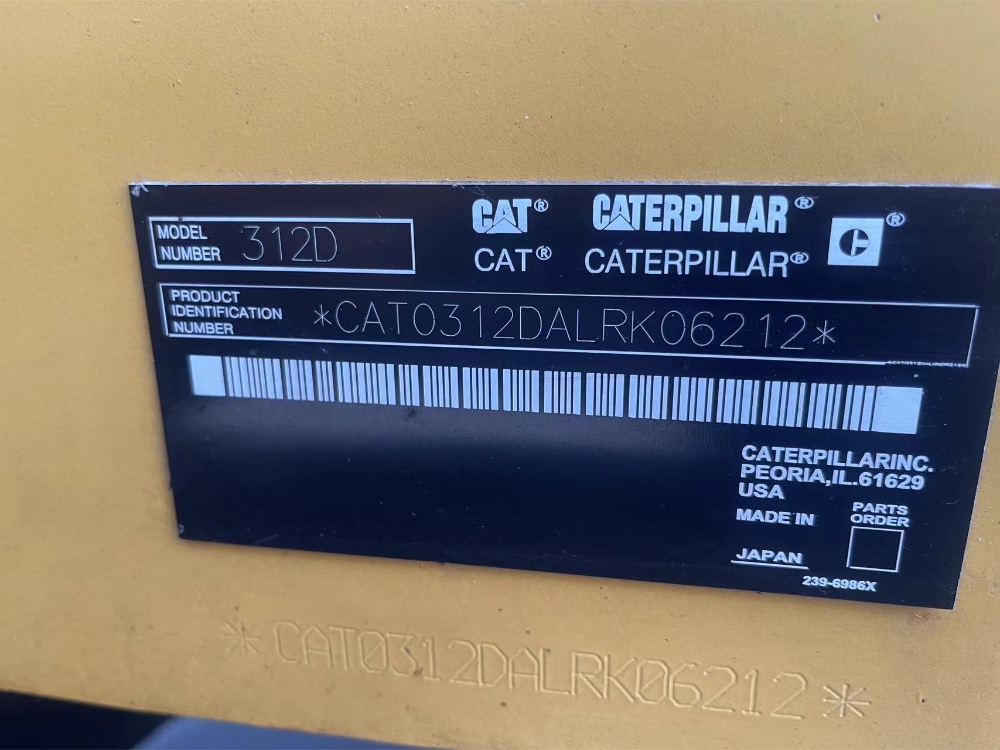 MODEL
NUMBER 312D
CAT® CATERPILLAR® ®
CAT® CATERPILLAR®
PRODUCT
IDENTIFICATION
NUMBER
*CAT0312DALRK06212*
CATERPILLARINC.
PEORIA,IL.61629
USA
MADE IN
JAPAN
PARTS
ORDER
239-6986X
*CAT0312DALRK06212*